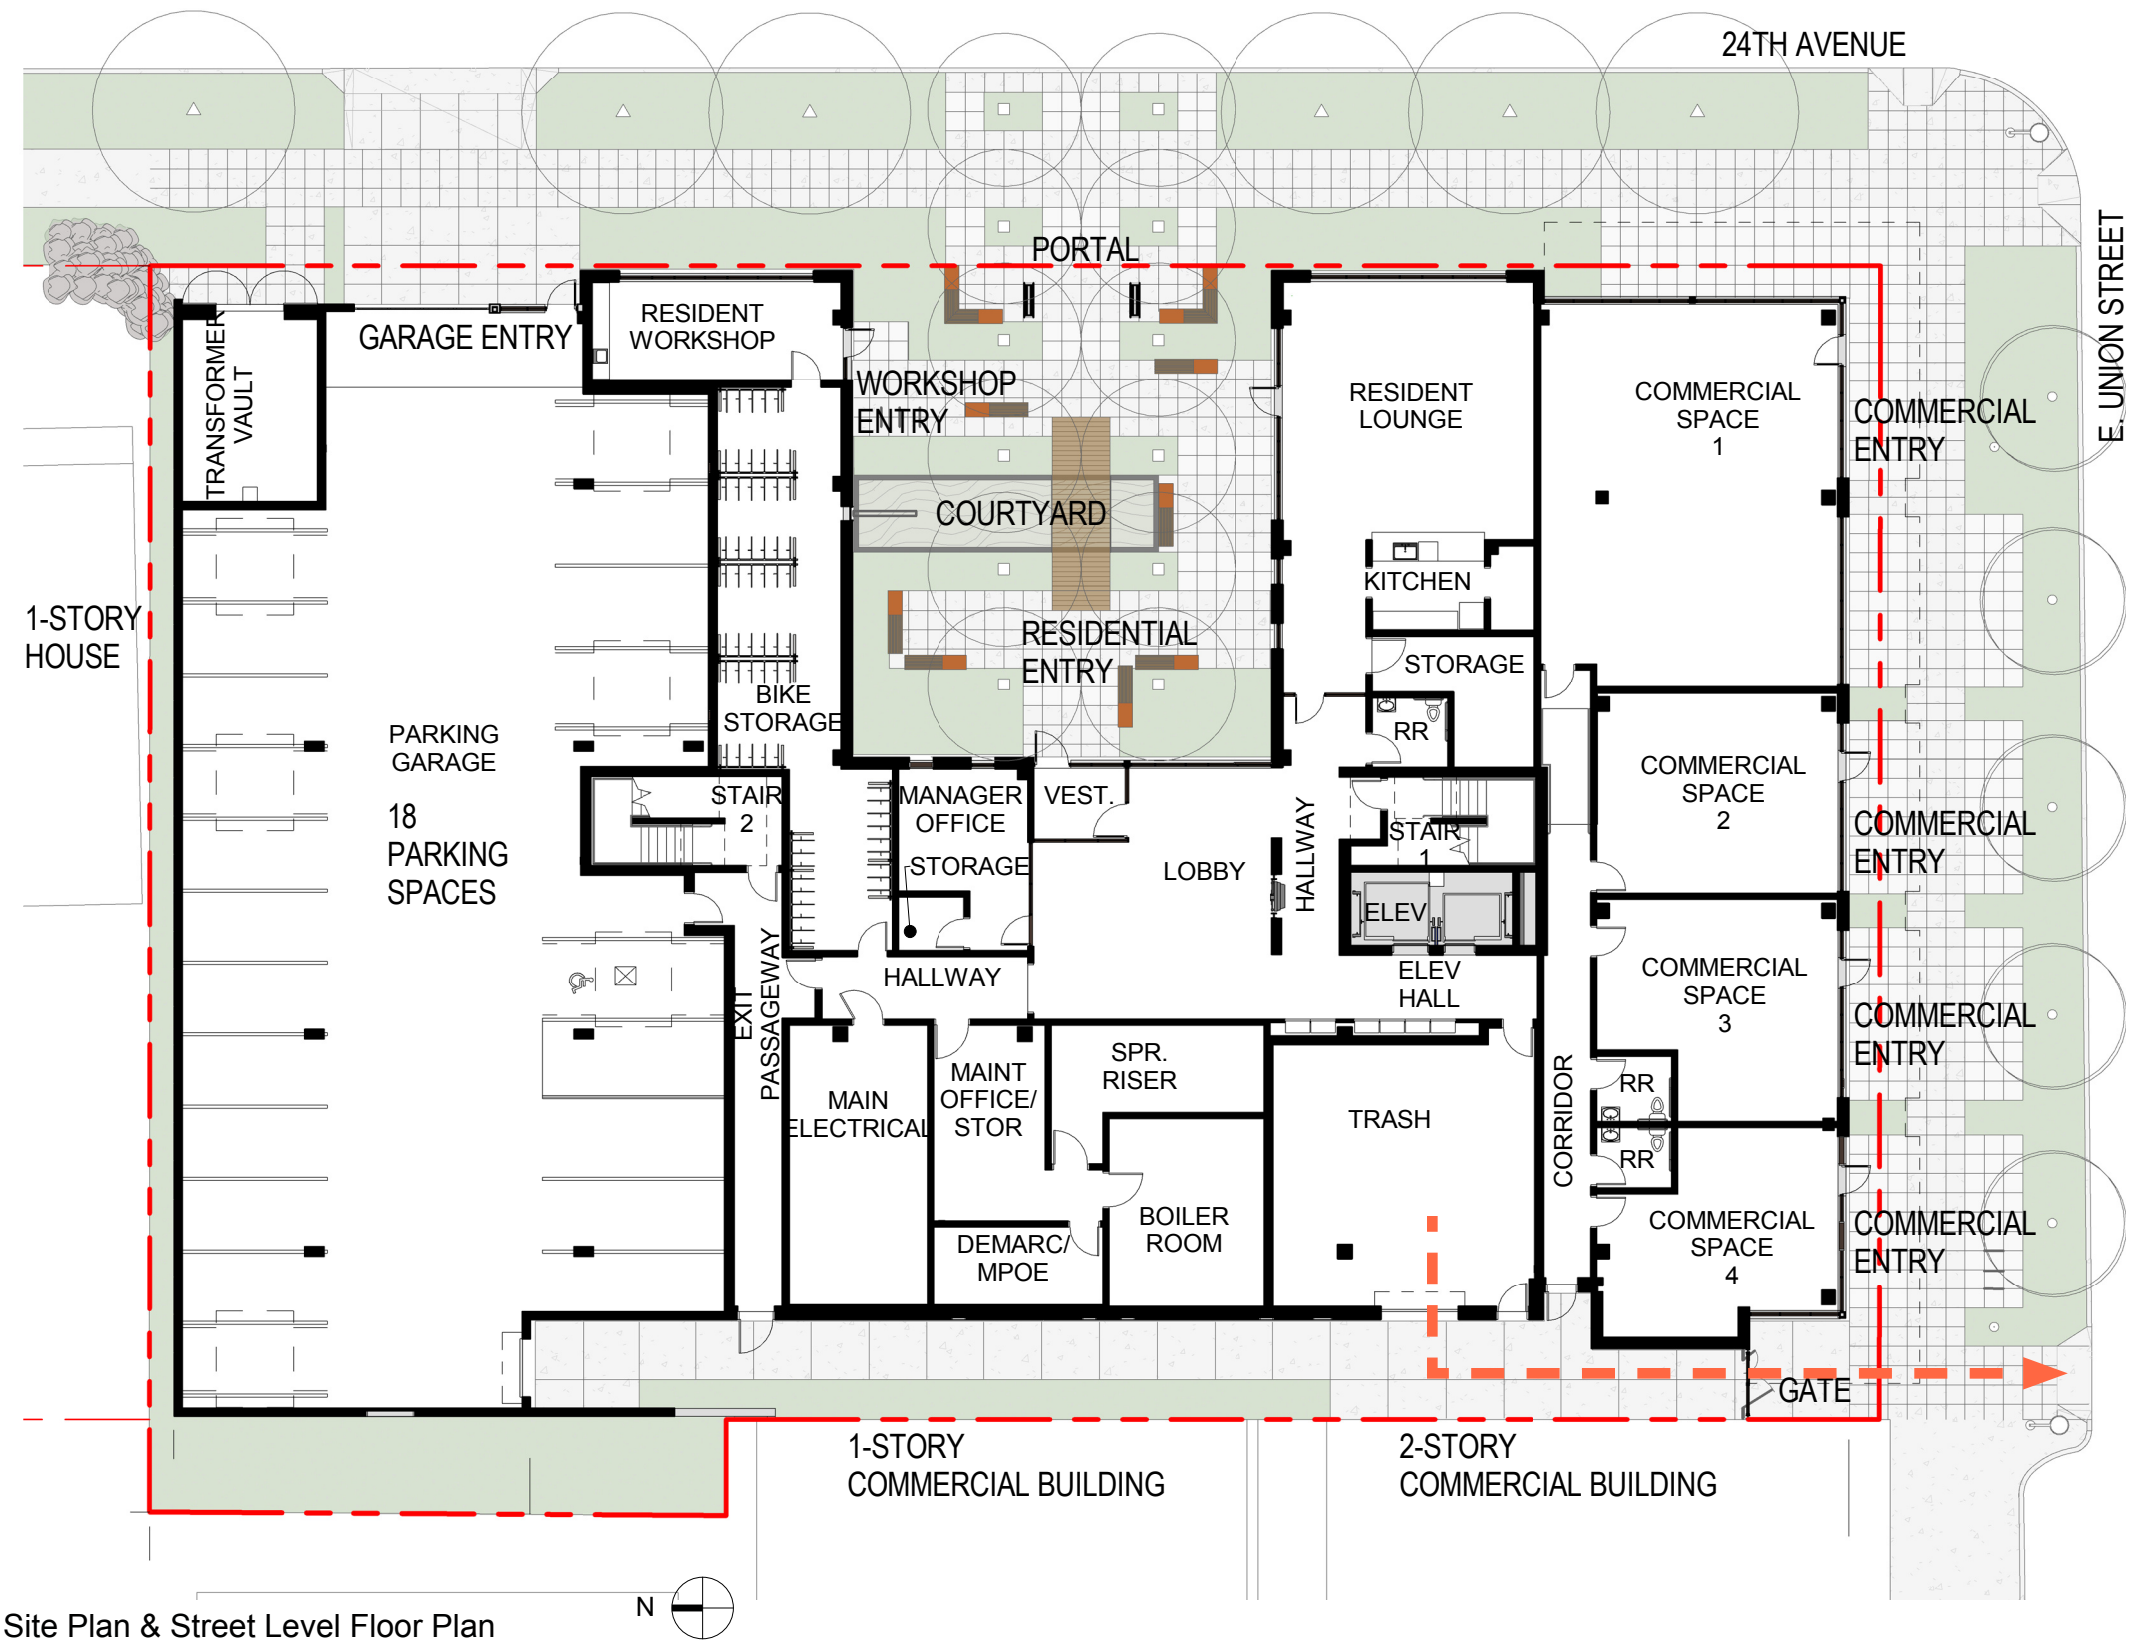 24TH AVENUE
E. UNION STREET
PORTAL
RESIDENT
WORKSHOP
GARAGE ENTRY
TRANSFORMER
VAULT
WORKSHOP
ENTRY
RESIDENT
LOUNGE
COMMERCIAL
SPACE
1
COMMERCIAL
ENTRY
COURTYARD
KITCHEN
1-STORY
HOUSE
RESIDENTIAL
ENTRY
STORAGE
BIKE
STORAGE
RR
PARKING
GARAGE
18
PARKING
SPACES
STAIR
2
MANAGER
OFFICE
STORAGE
VEST.
LOBBY
HALLWAY
STAIR
1
ELEV
COMMERCIAL
SPACE
2
COMMERCIAL
ENTRY
EXIT
PASSAGEWAY
HALLWAY
ELEV
HALL
COMMERCIAL
SPACE
3
COMMERCIAL
ENTRY
MAIN
ELECTRICAL
MAINT
OFFICE/
STOR
SPR.
RISER
TRASH
CORRIDOR
RR
RR
DEMARC/
MPOE
BOILER
ROOM
COMMERCIAL
SPACE
4
COMMERCIAL
ENTRY
GATE
1-STORY
COMMERCIAL BUILDING
2-STORY
COMMERCIAL BUILDING
N
Site Plan & Street Level Floor Plan